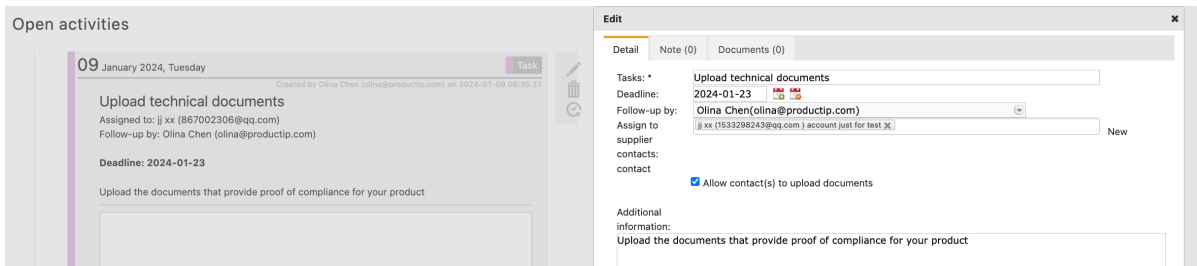 Open activities
09 January 2024, Tuesday
Task
Created by Olina Chen (olina@productip.com) on 2024-01-09 08:35:31
Upload technical documents
Assigned to: jj xx (867002306@qq.com)
Follow-up by: Olina Chen (olina@productip.com)
Deadline: 2024-01-23
Upload the documents that provide proof of compliance for your product
Edit
Detail
Note (0)
Documents (0)
Tasks: *
Upload technical documents
Deadline:
2024-01-23
Follow-up by:
Olina Chen(olina@productip.com)
Assign to
supplier
contacts:
contact
jj xx (1533298243@qq.com ) account just for test
New
Allow contact(s) to upload documents
Additional
information:
Upload the documents that provide proof of compliance for your product